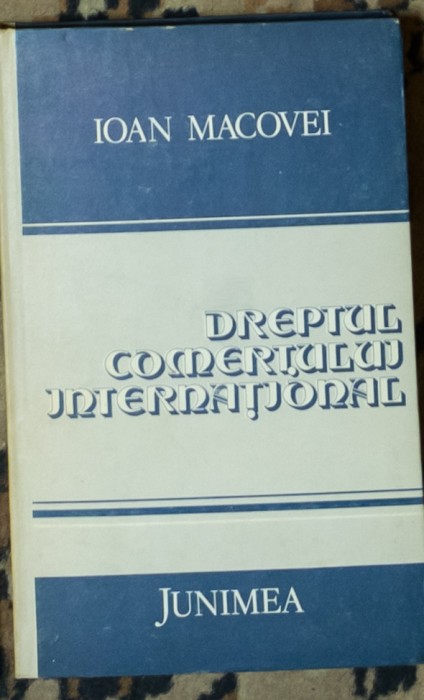 IOAN MACOVEI
DREPTUL
COMERȚULUI
INTERNAȚIONAL
JUNIMEA